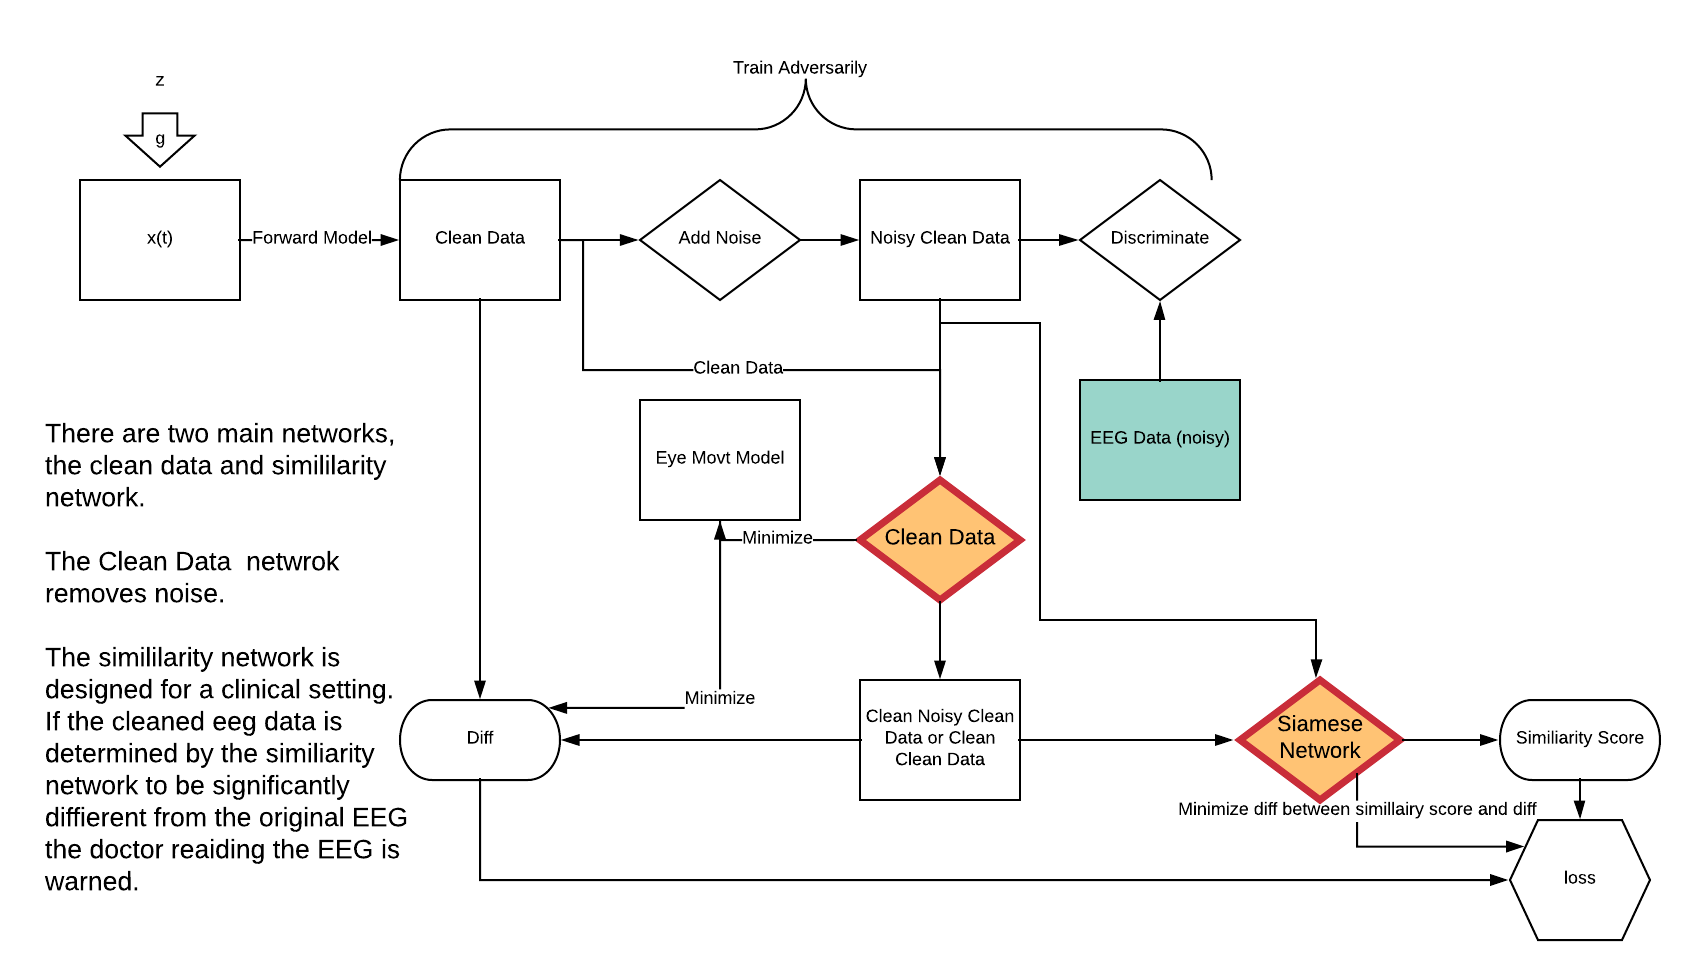 Train Adversarily
z
g
x(t)
Forward Model
Clean Data
Add Noise
Noisy Clean Data
Discriminate
Clean Data
Eye Movt Model
EEG Data (noisy)
There are two main networks,
the clean data and simililarity
network.
The Clean Data  netwrok
removes noise.
The simililarity network is
designed for a clinical setting.
If the cleaned eeg data is
determined by the similiarity
network to be significantly
diffierent from the original EEG
the doctor reaiding the EEG is
warned.
Minimize
Clean Data
Minimize
Diff
Clean Noisy Clean
Data or Clean
Clean Data
Siamese
Network
Similiarity Score
Minimize diff between simillairy score and diff
loss